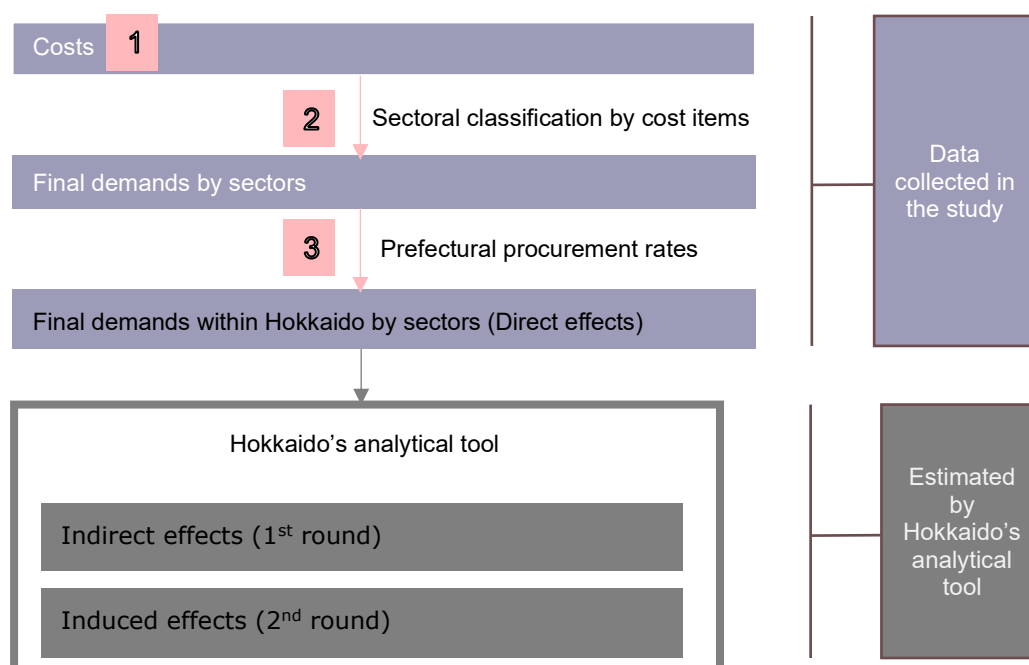 Costs
1
2
Sectoral classification by cost items
Final demands by sectors
3
Prefectural procurement rates
Final demands within Hokkaido by sectors (Direct effects)
Data
collected in
the study
Hokkaido’s analytical tool
Indirect effects (1st round)
Induced effects (2nd round)
Estimated
by
Hokkaido’s
analytical
tool